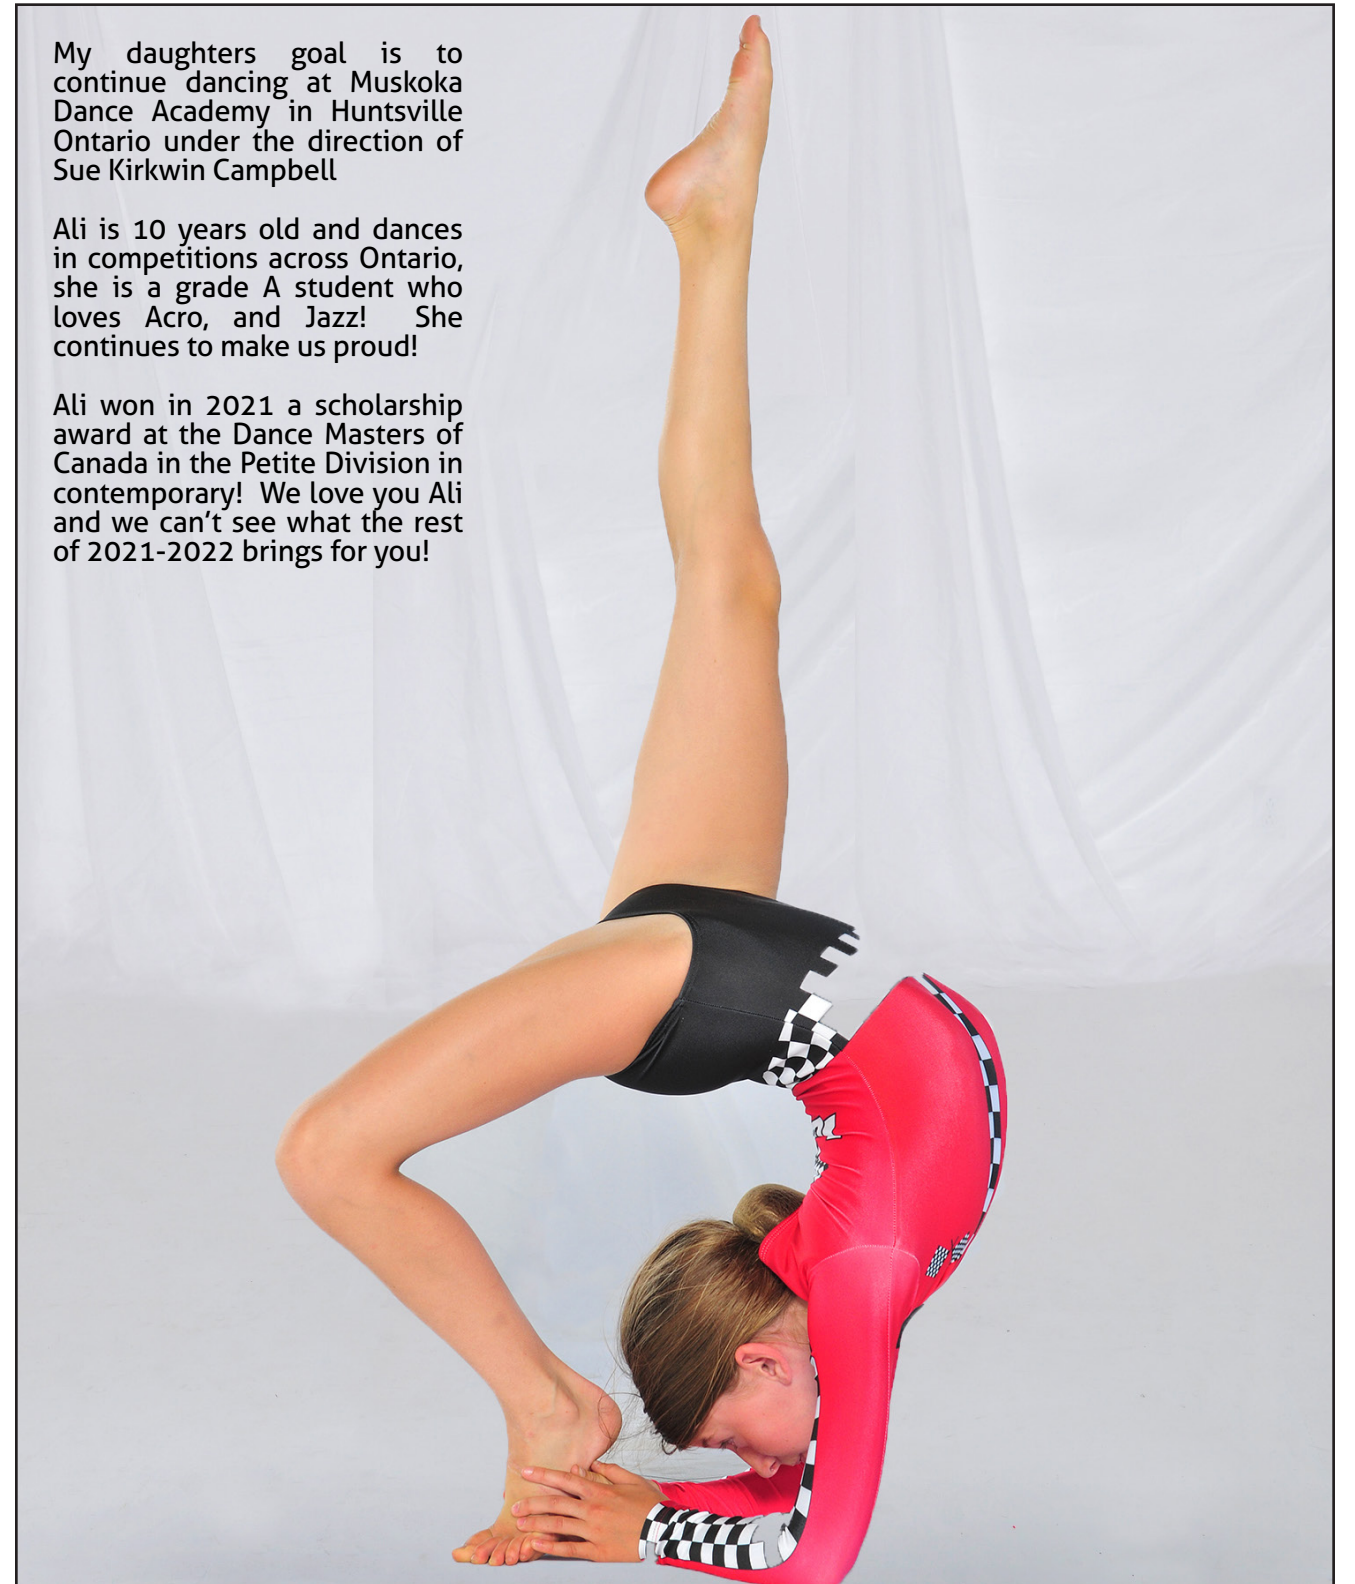 My daughters goal is to
continue dancing at Muskoka
Dance Academy in Huntsville
Ontario under the direction of
Sue Kirkwin Campbell
Ali is 10 years old and dances
in competitions across Ontario,
she is a grade A student who
loves Acro, and Jazz! She
continues to make us proud!
Ali won in 2021 a scholarship
award at the Dance Masters of
Canada in the Petite Division in
contemporary! We love you Ali
and we can't see what the rest
of 2021-2022 brings for you!